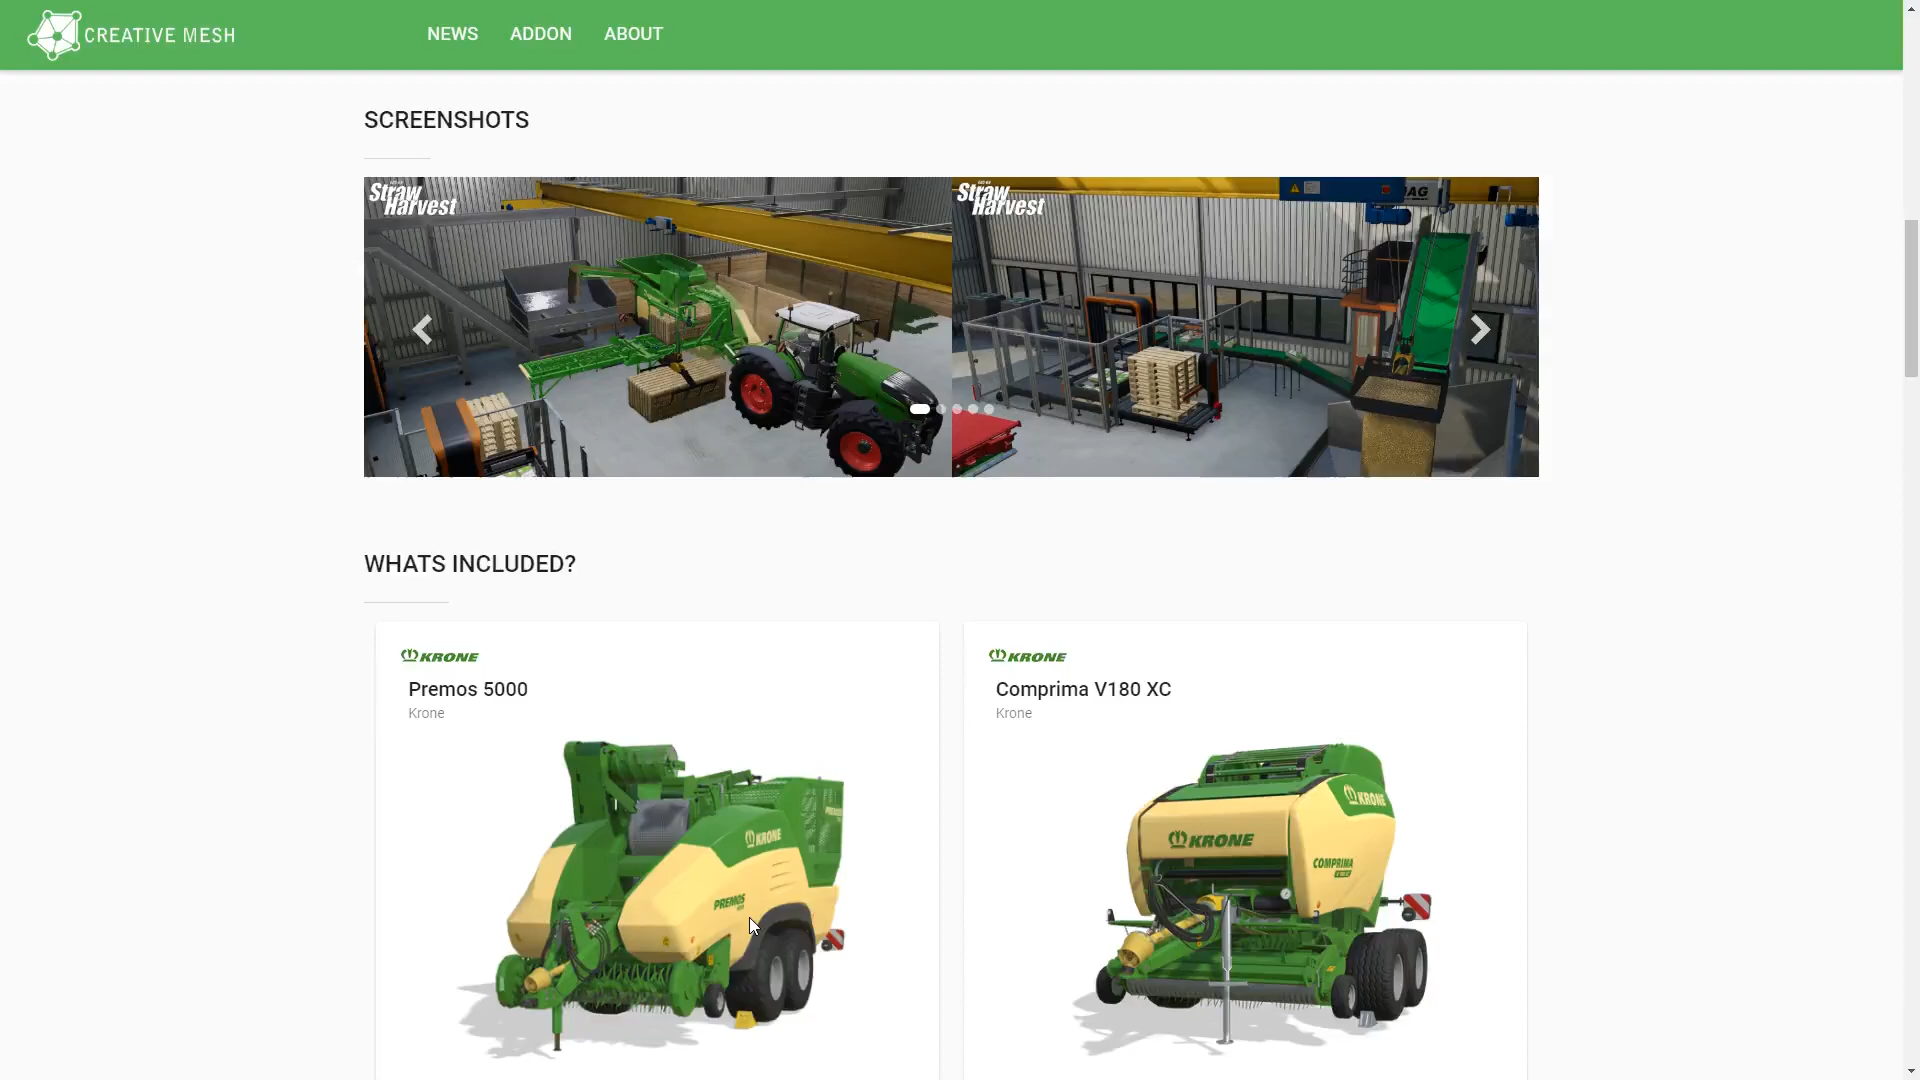 CREATIVE MESH
NEWS
ADDON
ABOUT
SCREENSHOTS
Straw
Harvest
Straw
Harvest
WHATS INCLUDED?
KRONE
Premos 5000
Krone
KRONE
PREMOS
KRONE
Comprima V180 XC
Krone
KRONE
KRONE
COMPRIMA